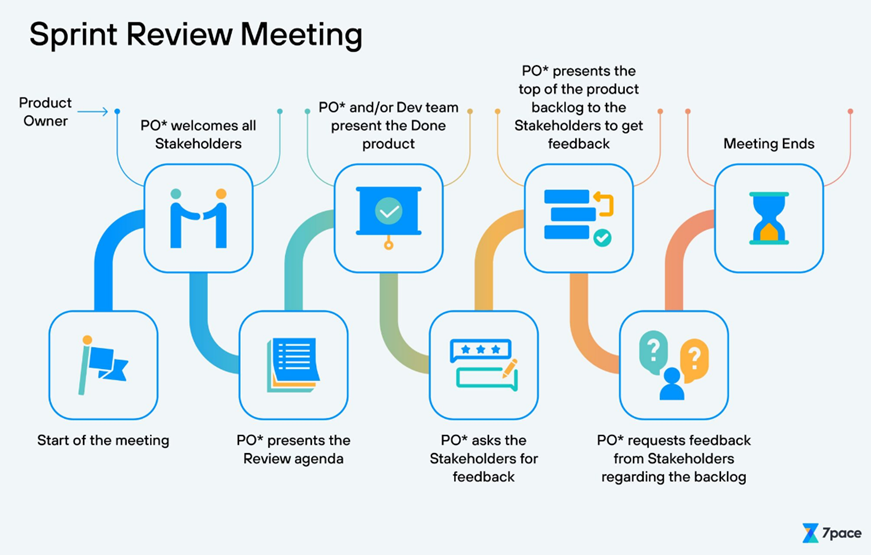 Sprint Review Meeting
Product
Owner
PO* welcomes all
Stakeholders
PO* and/or Dev team
present the Done
product
PO* presents the
top of the product
backlog to the
Stakeholders to get
feedback
Meeting Ends
? ?
Start of the meeting
PO* presents the
Review agenda
PO* asks the
Stakeholders for
feedback
PO* requests feedback
from Stakeholders
regarding the backlog
7pace